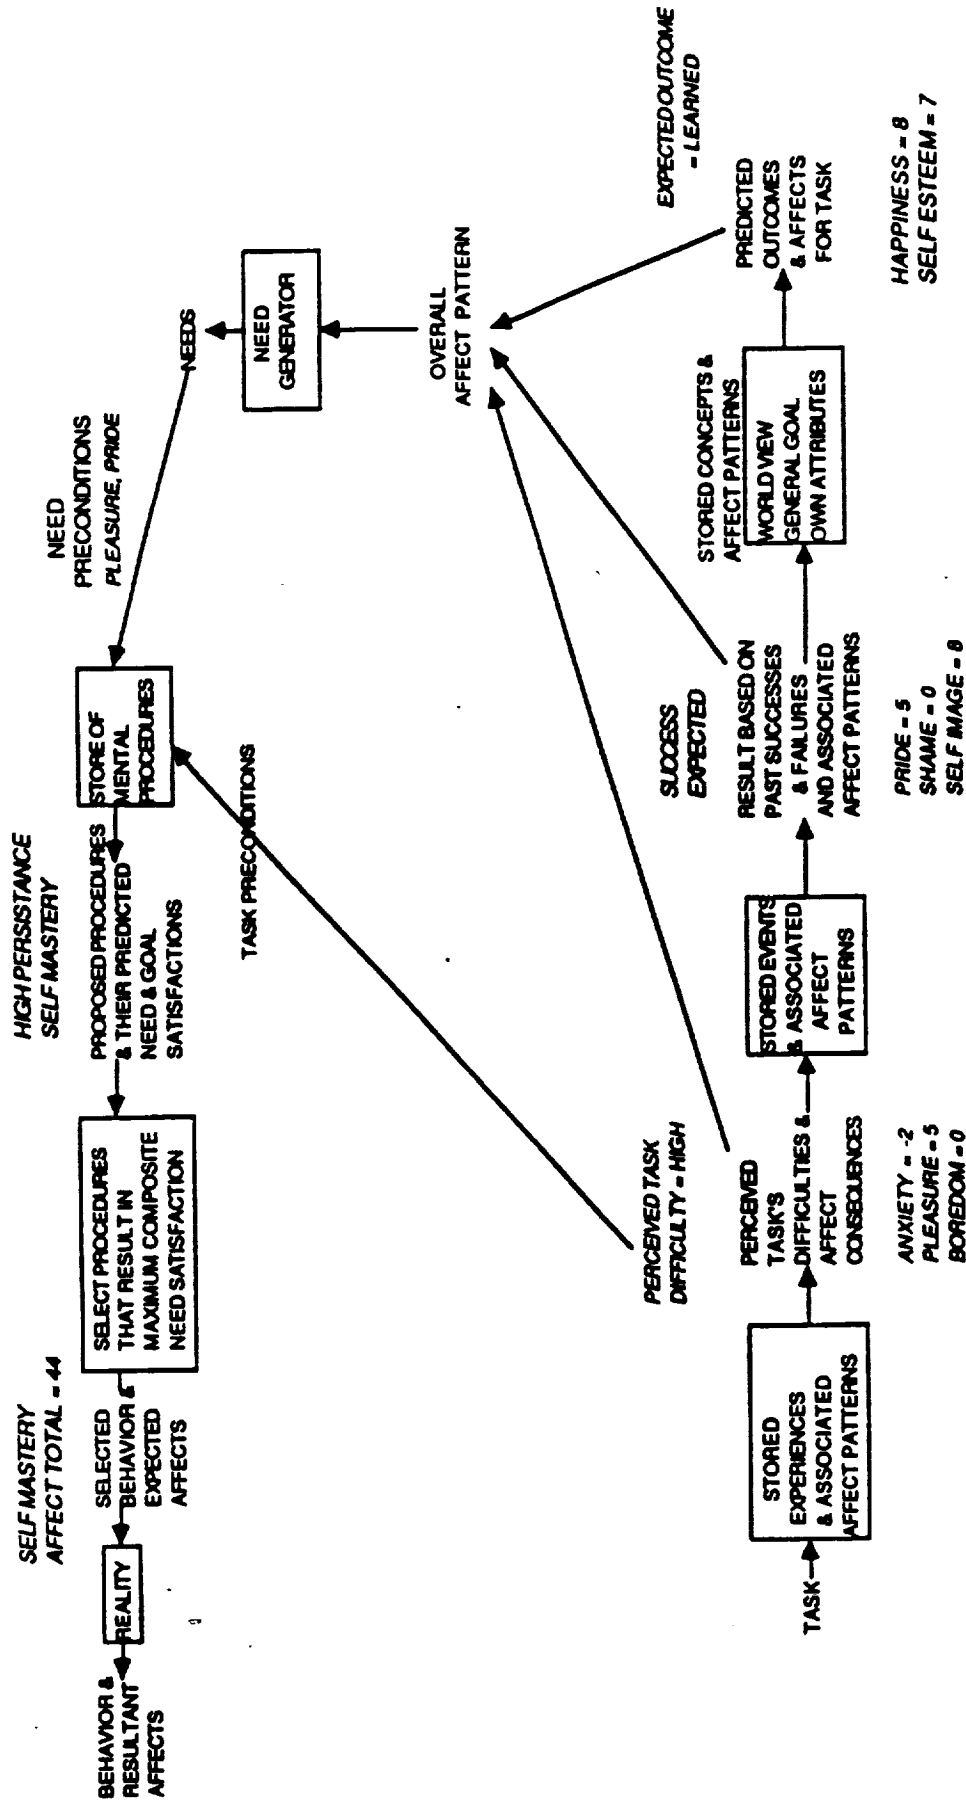 SELF MASTERY
AFFECT TOTAL = 44
HIGH PERSISTANCE
SELF MASTERY
NEED
PRECONDITIONS
PLEASURE, PRIDE
BEHAVIOR &
RESULTANT
AFFECTS
REALITY
SELECTED
BEHAVIOR &
EXPECTED
AFFECTS
SELECT PROCEDURES
THAT RESULT IN
MAXIMUM COMPOSITE
NEED SATISFACTION
PROPOSED PROCEDURES
& THEIR PREDICTED
NEED & GOAL
SATISFACTIONS
STORE OF
MENTAL
PROCEDURES
NEEDS
NEED
GENERATOR
TASK PRECONDITIONS
OVERALL
AFFECT PATTERN
PERCEIVED TASK
DIFFICULTY = HIGH
SUCCESS
EXPECTED
EXPECTED OUTCOME
= LEARNED
TASK
STORED
EXPERIENCES
& ASSOCIATED
AFFECT PATTERNS
PERCEIVED
TASK'S
DIFFICULTIES &
AFFECT
CONSEQUENCES
STORED EVENTS
& ASSOCIATED
AFFECT
PATTERNS
RESULT BASED ON
PAST SUCCESSES
& FAILURES
AND ASSOCIATED
AFFECT PATTERNS
STORED CONCEPTS &
AFFECT PATTERNS
WORLD VIEW
GENERAL GOAL
OWN ATTRIBUTES
PREDICTED
OUTCOMES
& AFFECTS
FOR TASK
ANXIETY = -2
PLEASURE = 5
BOREDOM = 0
PRIDE = 5
SHAME = 0
SELF IMAGE = 8
HAPPINESS = 8
SELF ESTEEM = 7